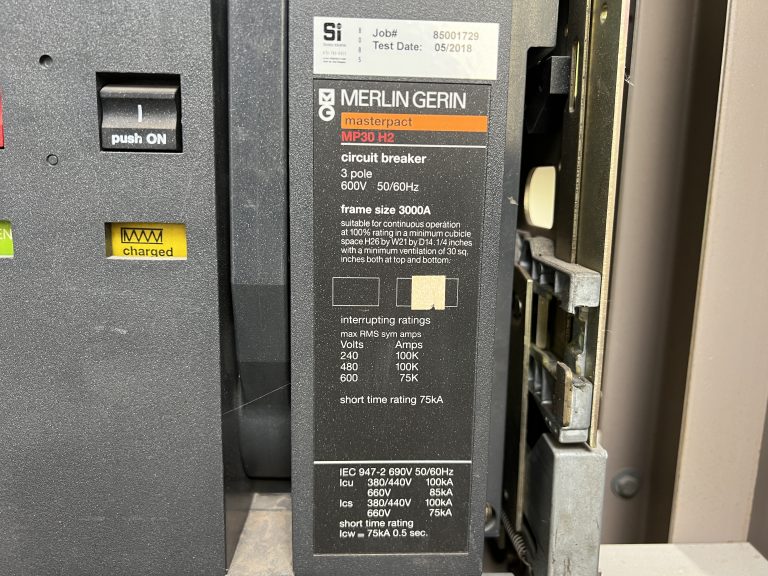 Si
Job# 85001729
Test Date: 05/2018
MERLIN GERIN
masterpact
MP30 H2
circuit breaker
3 pole
600V 50/60Hz
frame size 3000A
suitable for continuous operation
at 100% rating in a minimum cubicle
space H26 by W21 by D14.1/4 inches
with a minimum ventilation of 30 sq.
inches both at top and bottom.
interrupting ratings
max RMS sym amps
Volts Amps
240 100K
480 100K
600 75K
short time rating 75kA
IEC 947-2 690V 50/60Hz
Icu 380/440V 100kA
660V 85kA
Ics 380/440V 100kA
660V 75kA
short time rating
Icw = 75kA 0.5 sec.
I
push ON
EN
charged